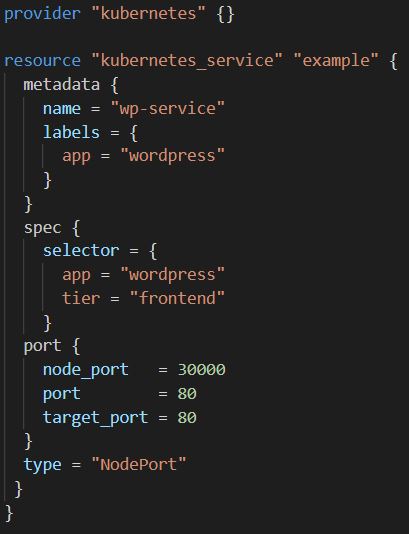 provider "kubernetes" {}

resource "kubernetes_service" "example" {
  metadata {
    name = "wp-service"
    labels = {
      app = "wordpress"
    }
  }
  spec {
    selector = {
      app = "wordpress"
      tier = "frontend"
    }
  port {
    node_port   = 30000
    port        = 80
    target_port = 80
  }
  type = "NodePort"
 }
}